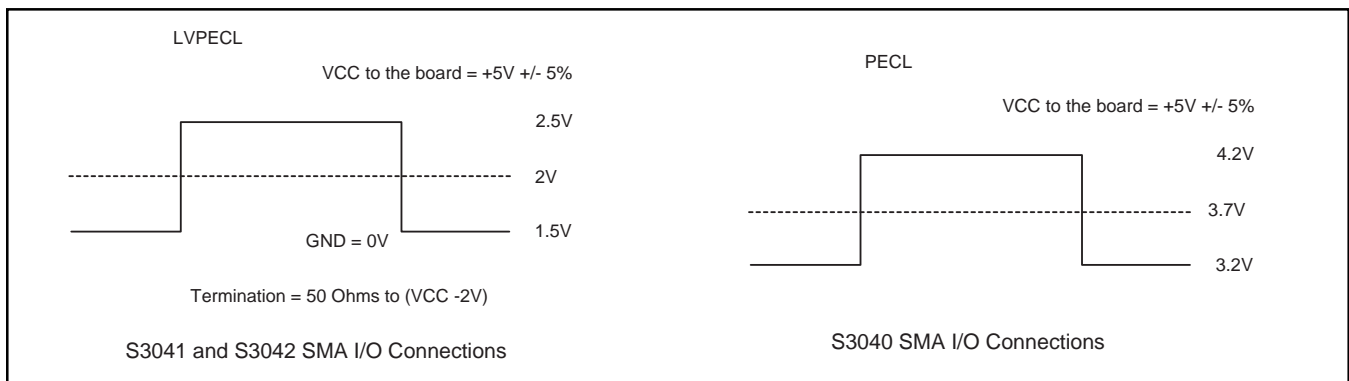 LVPECL
VCC to the board = +5V +/- 5%
2.5V
2V
1.5V
GND = 0V
Termination = 50 Ohms to (VCC -2V)
S3041 and S3042 SMA I/O Connections
PECL
VCC to the board = +5V +/- 5%
4.2V
3.7V
3.2V
S3040 SMA I/O Connections